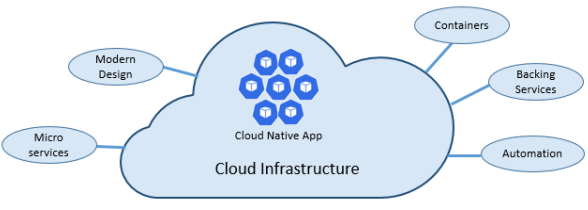 Containers
Modern
Design
Backing
Services
Cloud Native App
Micro
services
Automation
Cloud Infrastructure